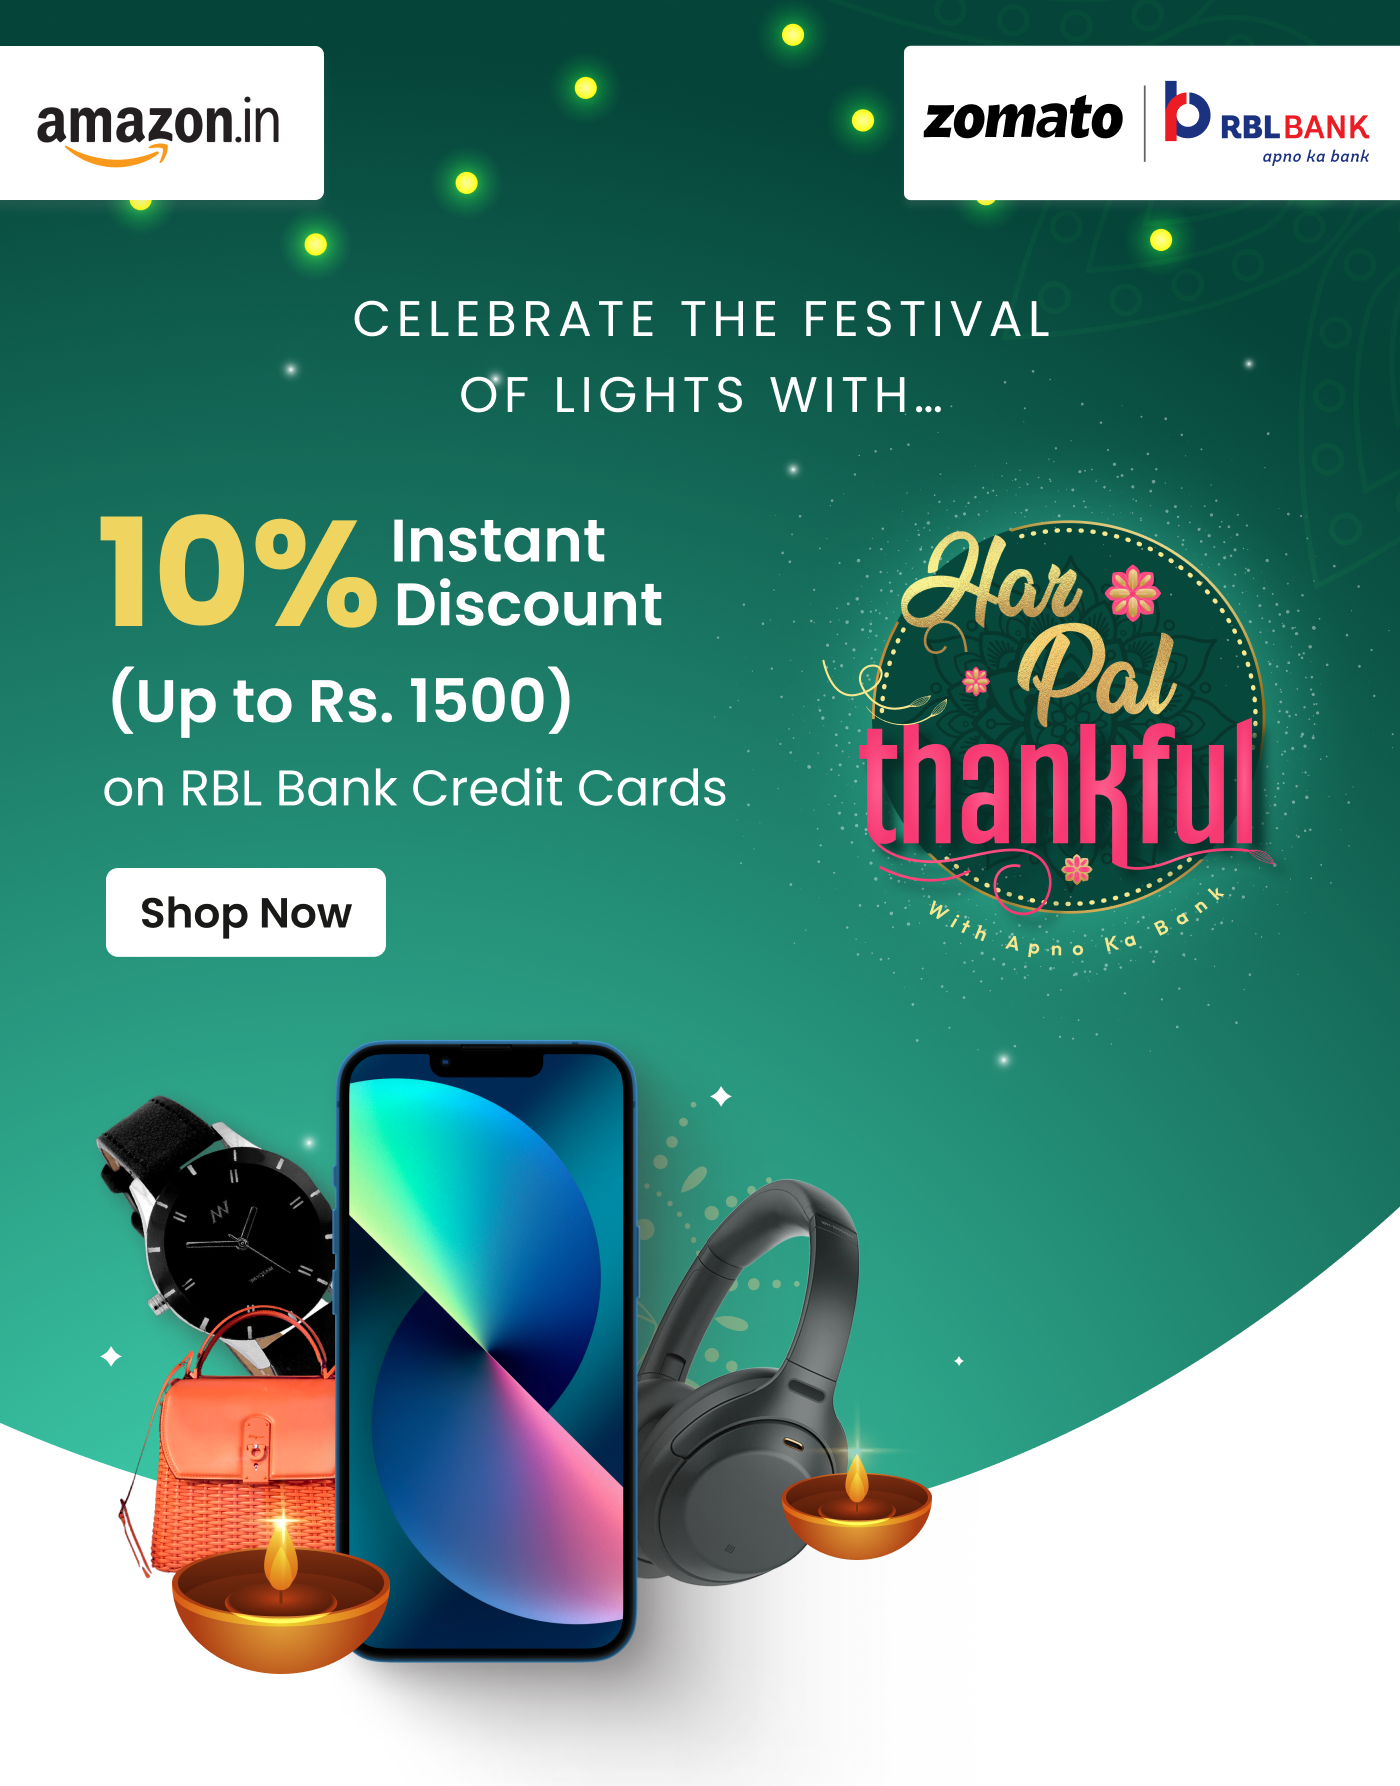 amazon.in
zomato
RBL BANK
apno ka bank
CELEBRATE THE FESTIVAL
OF LIGHTS WITH...
10% Instant
Discount
(Up to Rs. 1500)
on RBL Bank Credit Cards
Shop Now
Har
Pal
thankful
With Apno Ka Bank